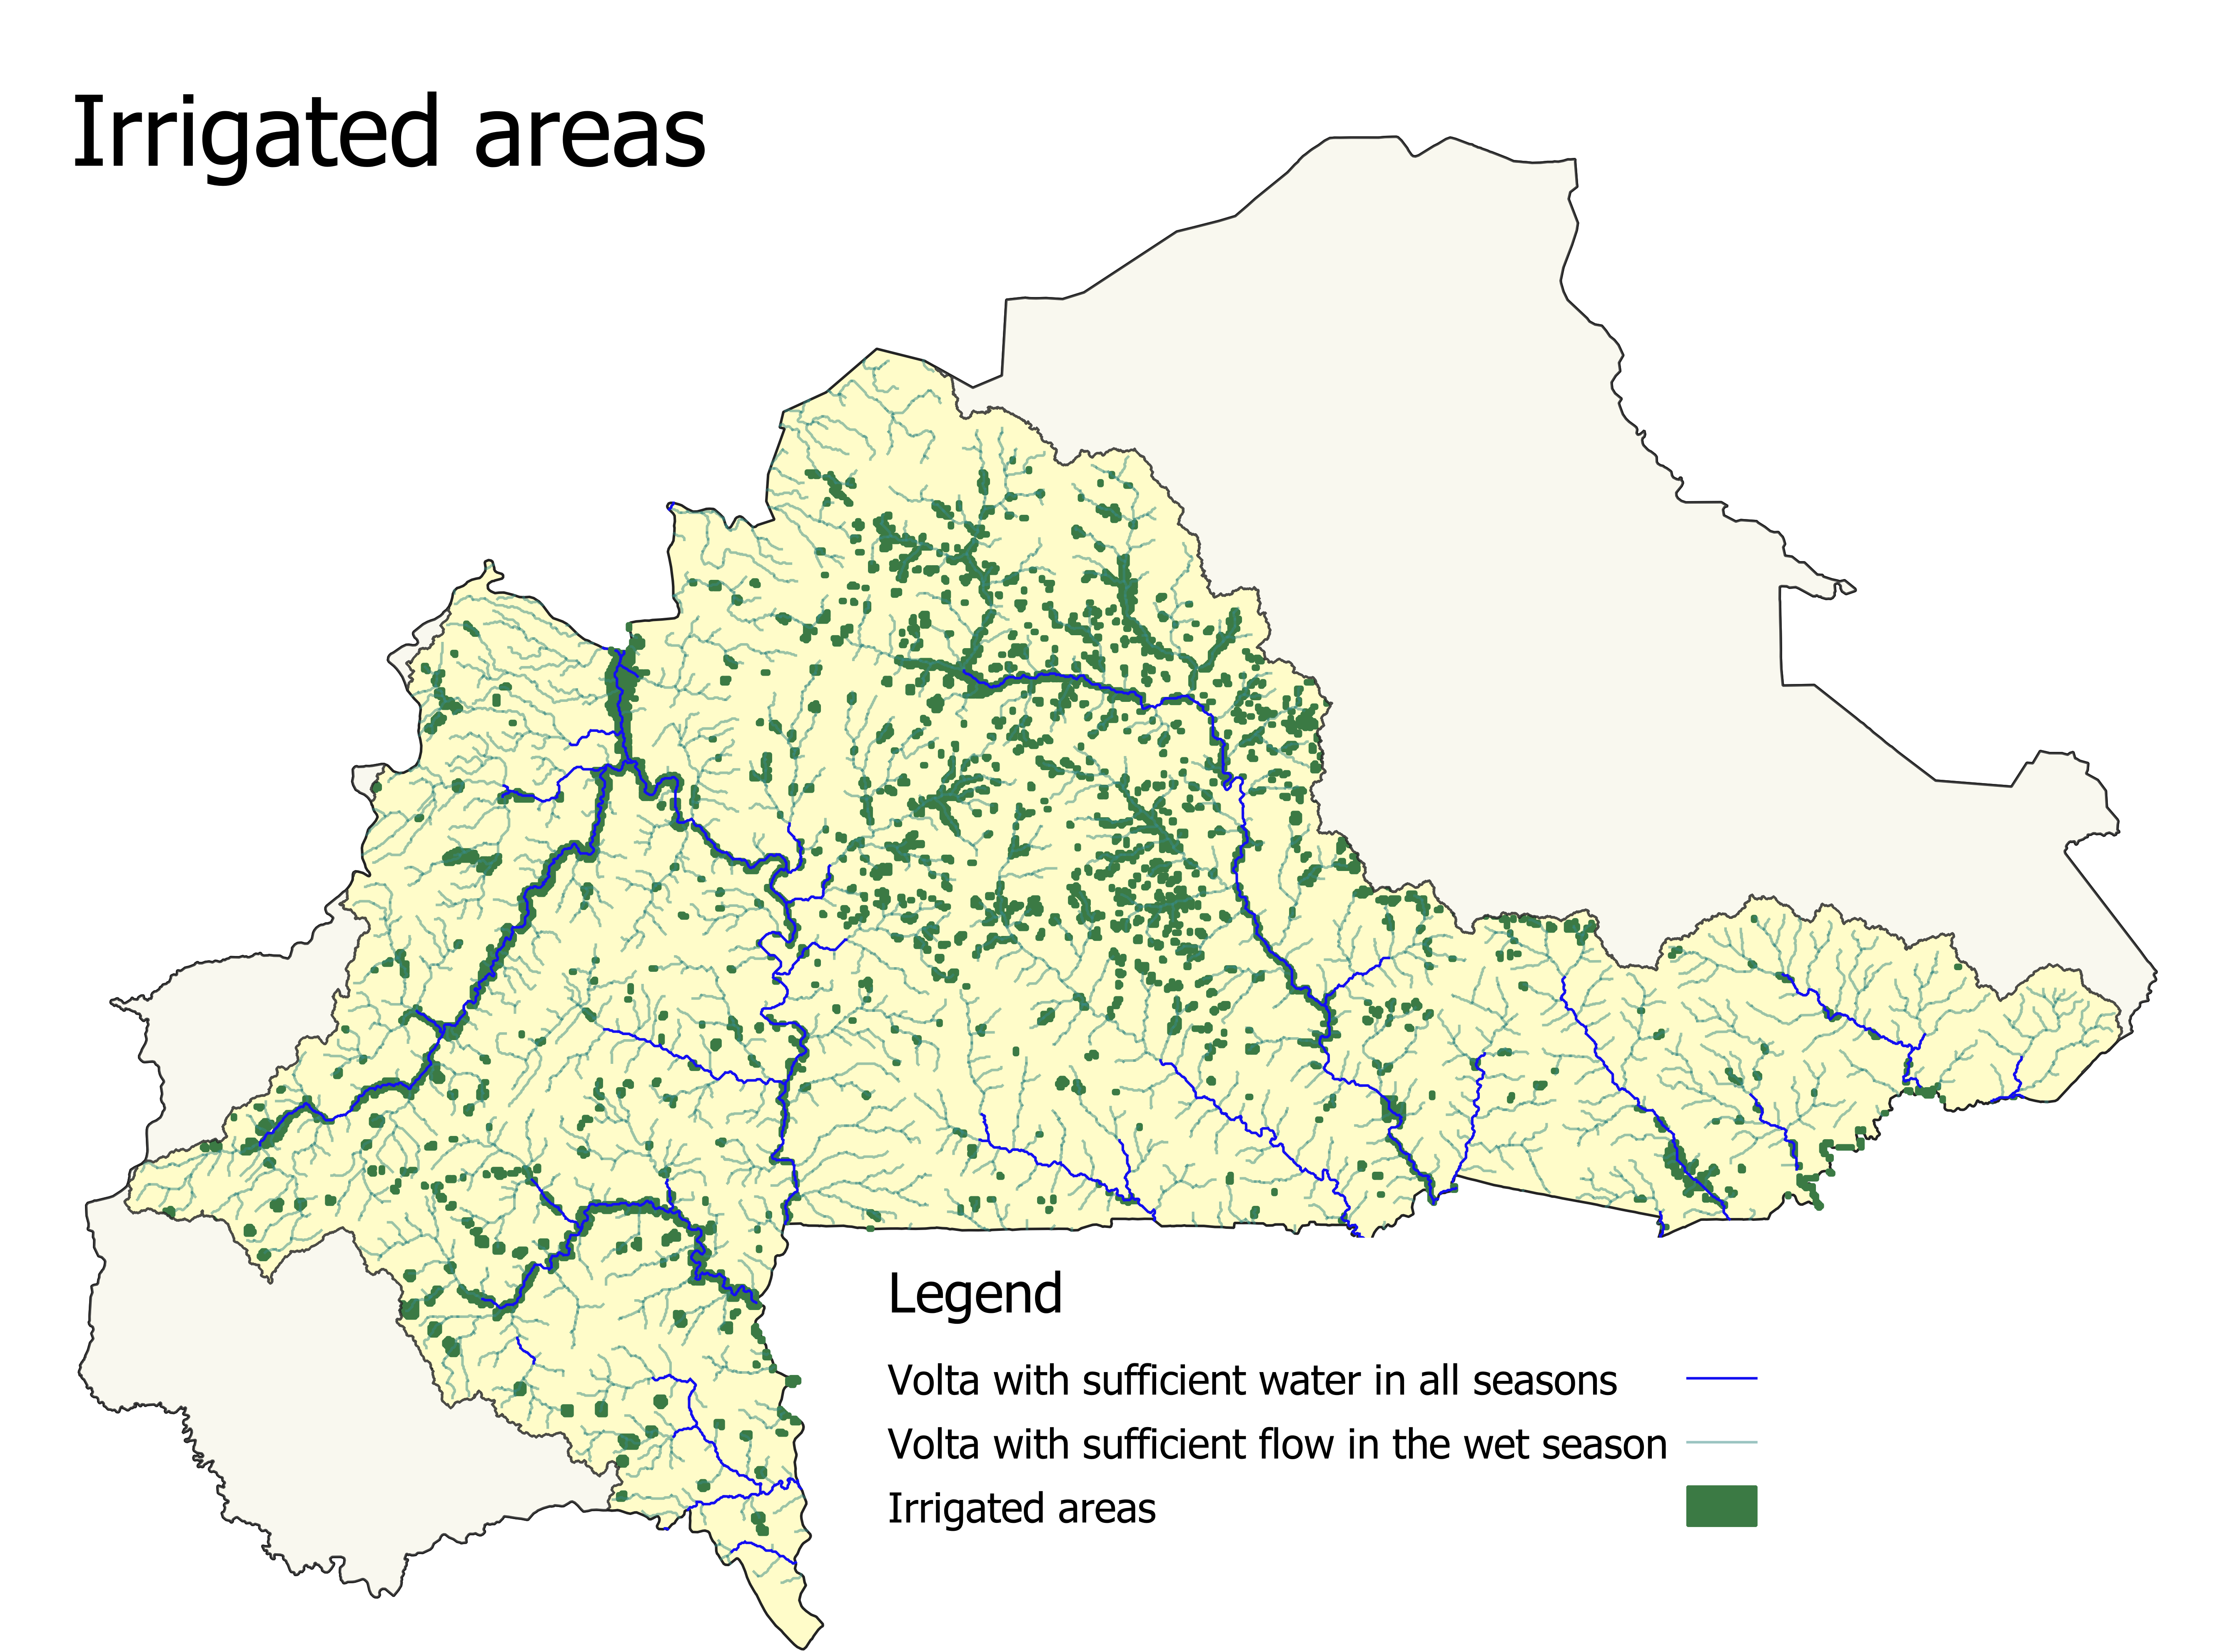 Irrigated areas
Legend
Volta with sufficient water in all seasons
Volta with sufficient flow in the wet season
Irrigated areas